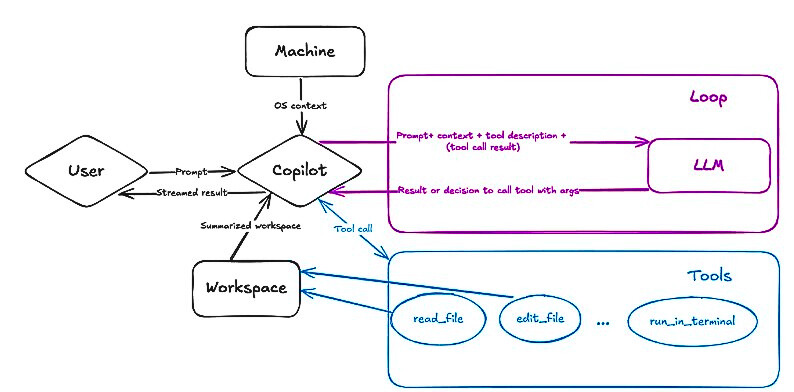 Machine
OS context
Loop
Prompt+ context + tool description +
(tool call result)
User
Prompt
Copilot
LLM
Streamed result
Result or decision to call tool with args
Summarized workspace
Tool call
Workspace
Tools
read_file
edit_file
...
run_in_terminal